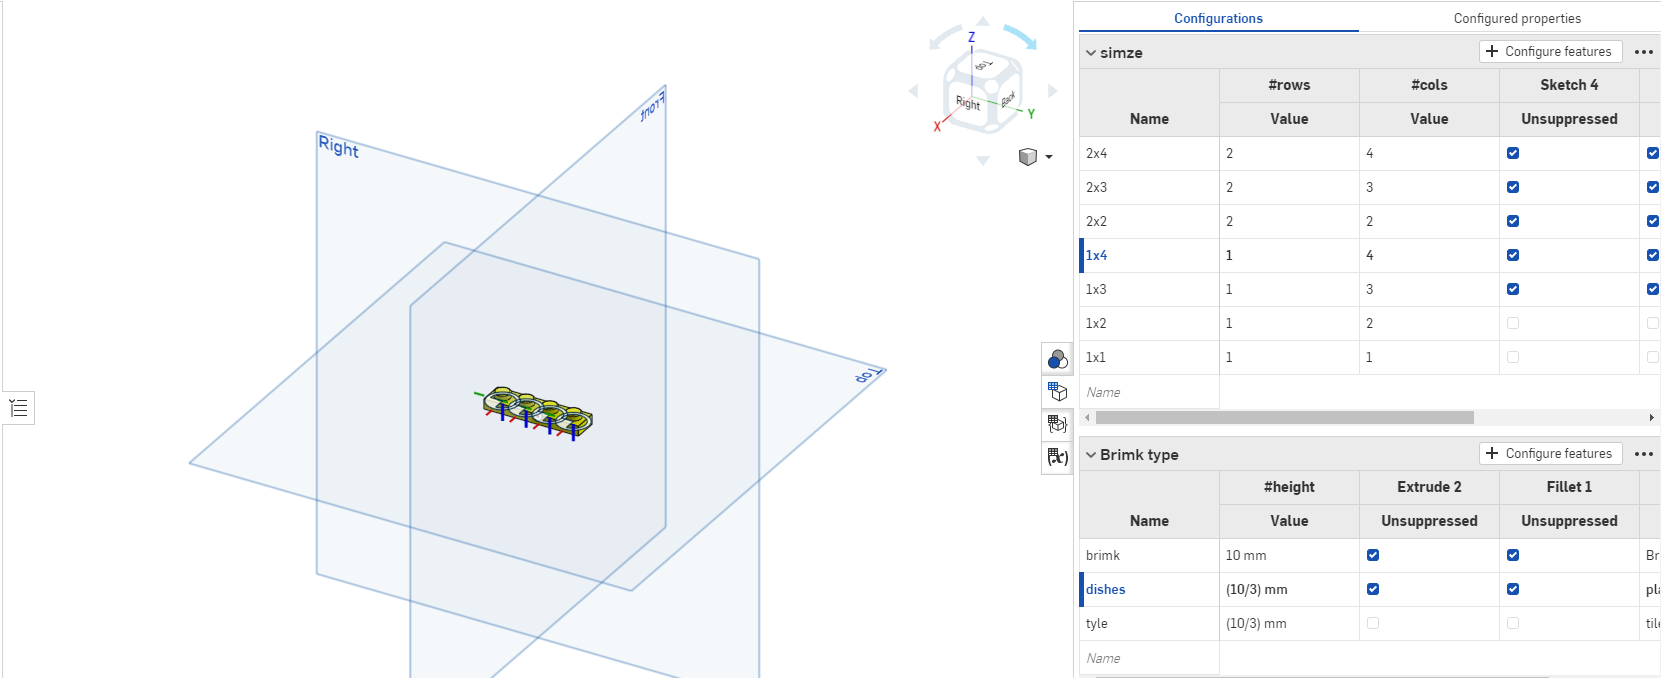 Configurations Configured properties
simze Configure features
#rows #cols Sketch 4
Name Value Value Unsuppressed
2x4 2 4
2x3 2 3
2x2 2 2
1x4 1 4
1x3 1 3
1x2 1 2
1x1 1 1
Name
Brimk type Configure features
#height Extrude 2 Fillet 1
Name Value Unsuppressed Unsuppressed
brimk 10 mm Br
dishes (10/3) mm pla
tyle (10/3) mm tile
Name
Right
Front
Top
Z
Top
Right
Back
X
Y
(x)